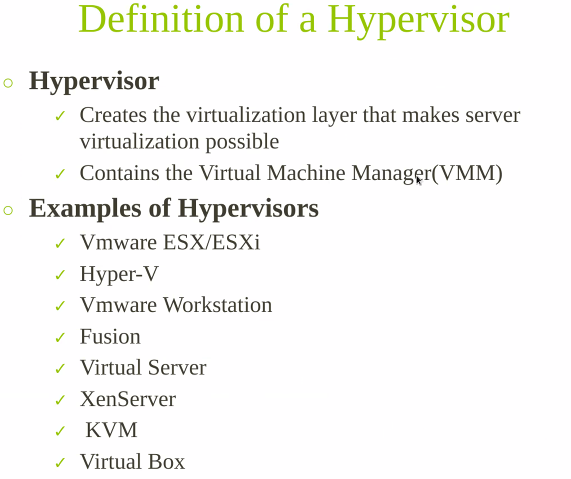 Definition of a Hypervisor
Hypervisor
Creates the virtualization layer that makes server
virtualization possible
Contains the Virtual Machine Manager(VMM)
Examples of Hypervisors
Vmware ESX/ESXi
Hyper-V
Vmware Workstation
Fusion
Virtual Server
XenServer
KVM
Virtual Box